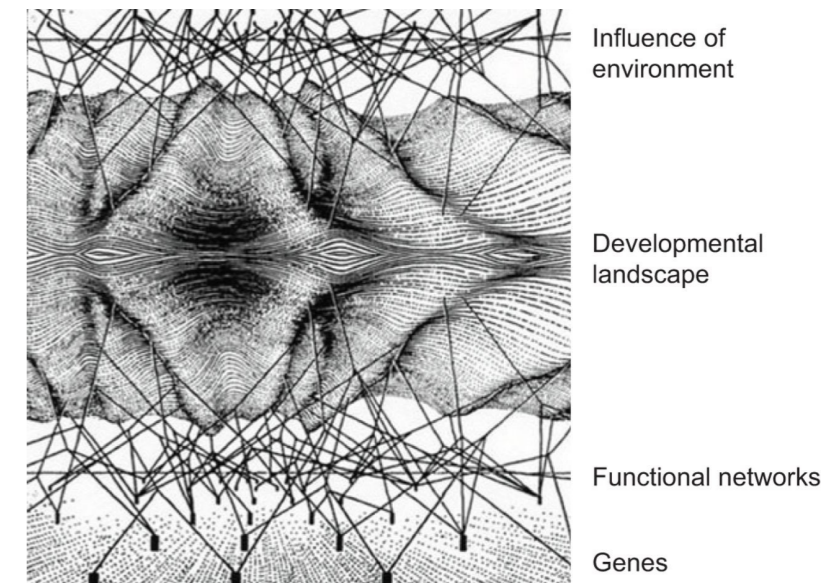 Influence of
environment
Developmental
landscape
Functional networks
Genes